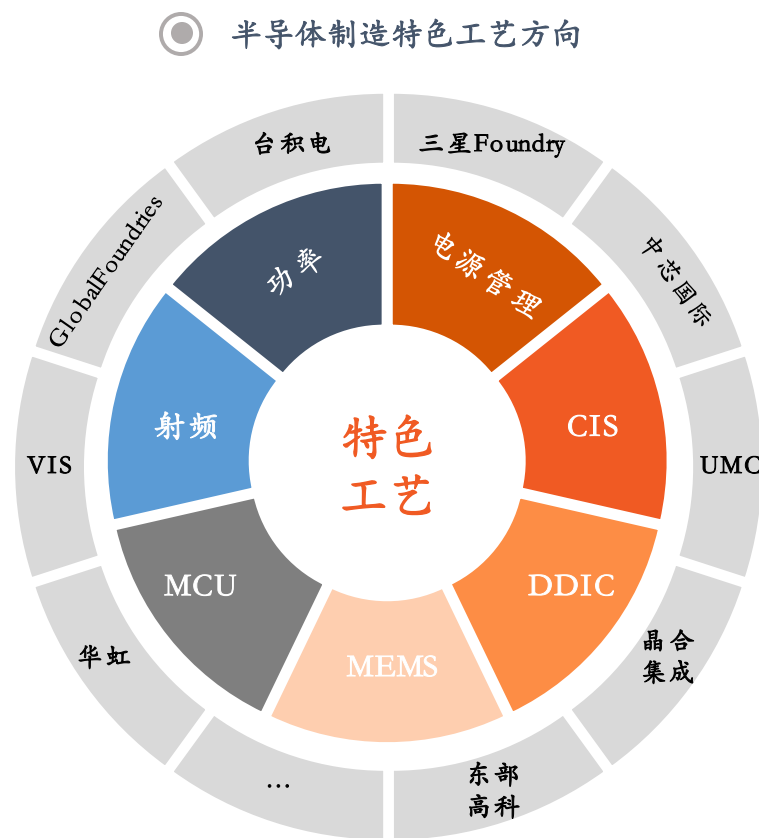 半导体制造特色工艺方向
台积电
三星Foundry
中芯国际
UMC
晶合
集成
东部
高科
…
华虹
VIS
GlobalFoundries
功率
电源管理
CIS
DDIC
MEMS
MCU
射频
特色
工艺